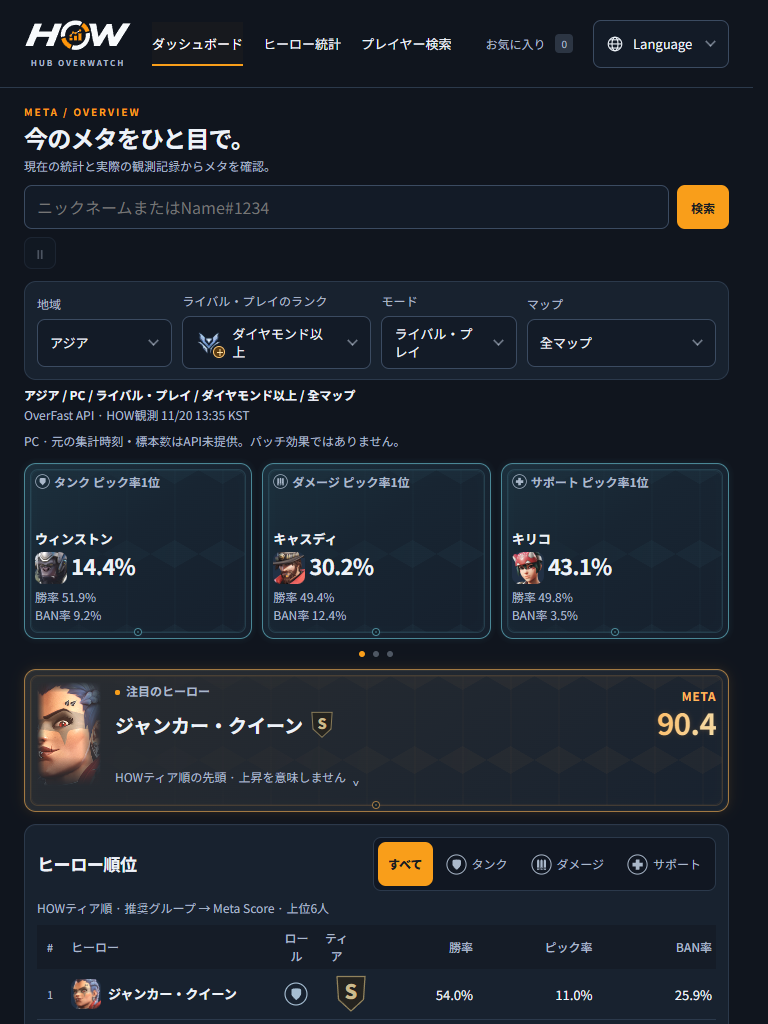 HOW
HUB OVERWATCH
ダッシュボード
ヒーロー統計
プレイヤー検索
お気に入り 0
Language
META / OVERVIEW
今のメタをひと目で。
現在の統計と実際の観測記録からメタを確認。
ニックネームまたはName#1234
検索
地域
ライバル・プレイのランク
モード
マップ
アジア
ダイヤモンド以
上
ライバル・プ
レイ
全マップ
アジア / PC / ライバル・プレイ / ダイヤモンド以上 / 全マップ
OverFast API · HOW観測 11/20 13:35 KST
PC · 元の集計時刻・標本数はAPI未提供。パッチ効果ではありません。
タンク ピック率1位
ウィンストン
14.4%
勝率 51.9%
BAN率 9.2%
ダメージ ピック率1位
キャスディ
30.2%
勝率 49.4%
BAN率 12.4%
サポート ピック率1位
キリコ
43.1%
勝率 49.8%
BAN率 3.5%
注目のヒーロー
ジャンカー・クイーン S
HOWティア順の先頭 · 上昇を意味しません
META
90.4
ヒーロー順位
すべて
タンク
ダメージ
サポート
HOWティア順 · 推奨グループ → Meta Score · 上位6人
# ヒーロー
ロー
ル
ティ
ア
勝率
ピック率
BAN率
1 ジャンカー・クイーン S 54.0% 11.0% 25.9%